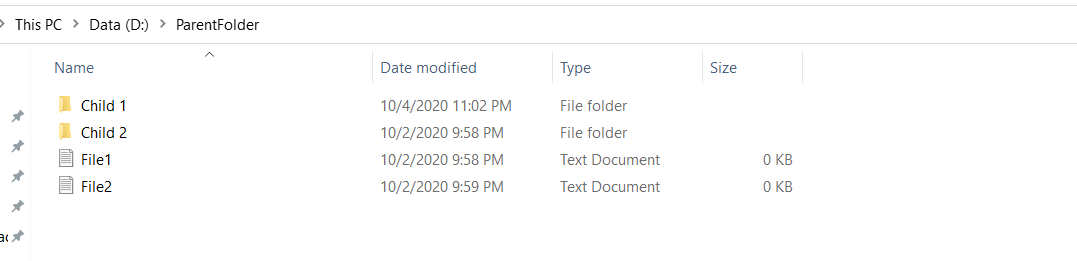 This PC > Data (D:) > ParentFolder
Name Date modified Type Size
Child 1 10/4/2020 11:02 PM File folder
Child 2 10/2/2020 9:58 PM File folder
File1 10/2/2020 9:58 PM Text Document 0 KB
File2 10/2/2020 9:59 PM Text Document 0 KB